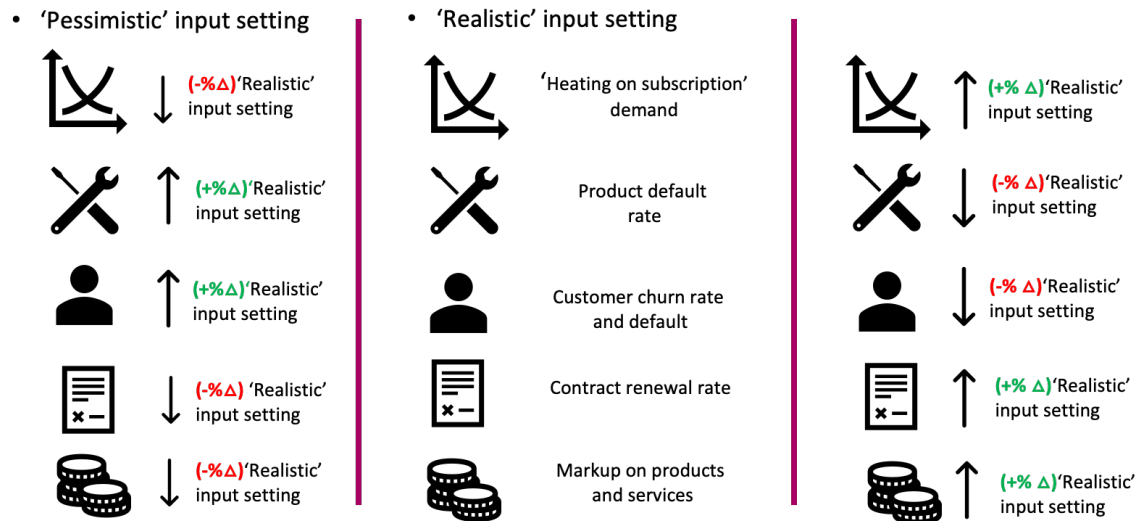 • ‘Pessimistic’ input setting
(-%Δ)‘Realistic’
input setting
(+%Δ)‘Realistic’
input setting
(+%Δ)‘Realistic’
input setting
(-%Δ) ‘Realistic’
input setting
(-%Δ)‘Realistic’
input setting
• ‘Realistic’ input setting
‘Heating on subscription’
demand
Product default
rate
Customer churn rate
and default
Contract renewal rate
Markup on products
and services
(+% Δ)‘Realistic’
input setting
(-% Δ)‘Realistic’
input setting
(-% Δ)‘Realistic’
input setting
(+% Δ)‘Realistic’
input setting
(+% Δ)‘Realistic’
input setting